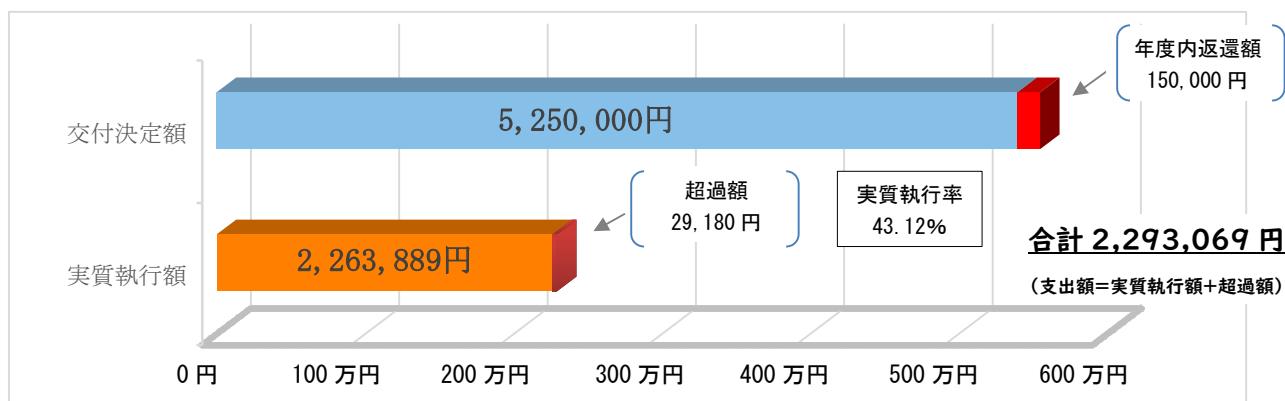 年度内返還額
150,000 円
交付決定額
5,250,000円
超過額
29,180 円
実質執行率
43.12%
実質執行額
2,263,889円
合計 2,293,069 円
（支出額=実質執行額+超過額）
0 円
100 万円
200 万円
300 万円
400 万円
500 万円
600 万円